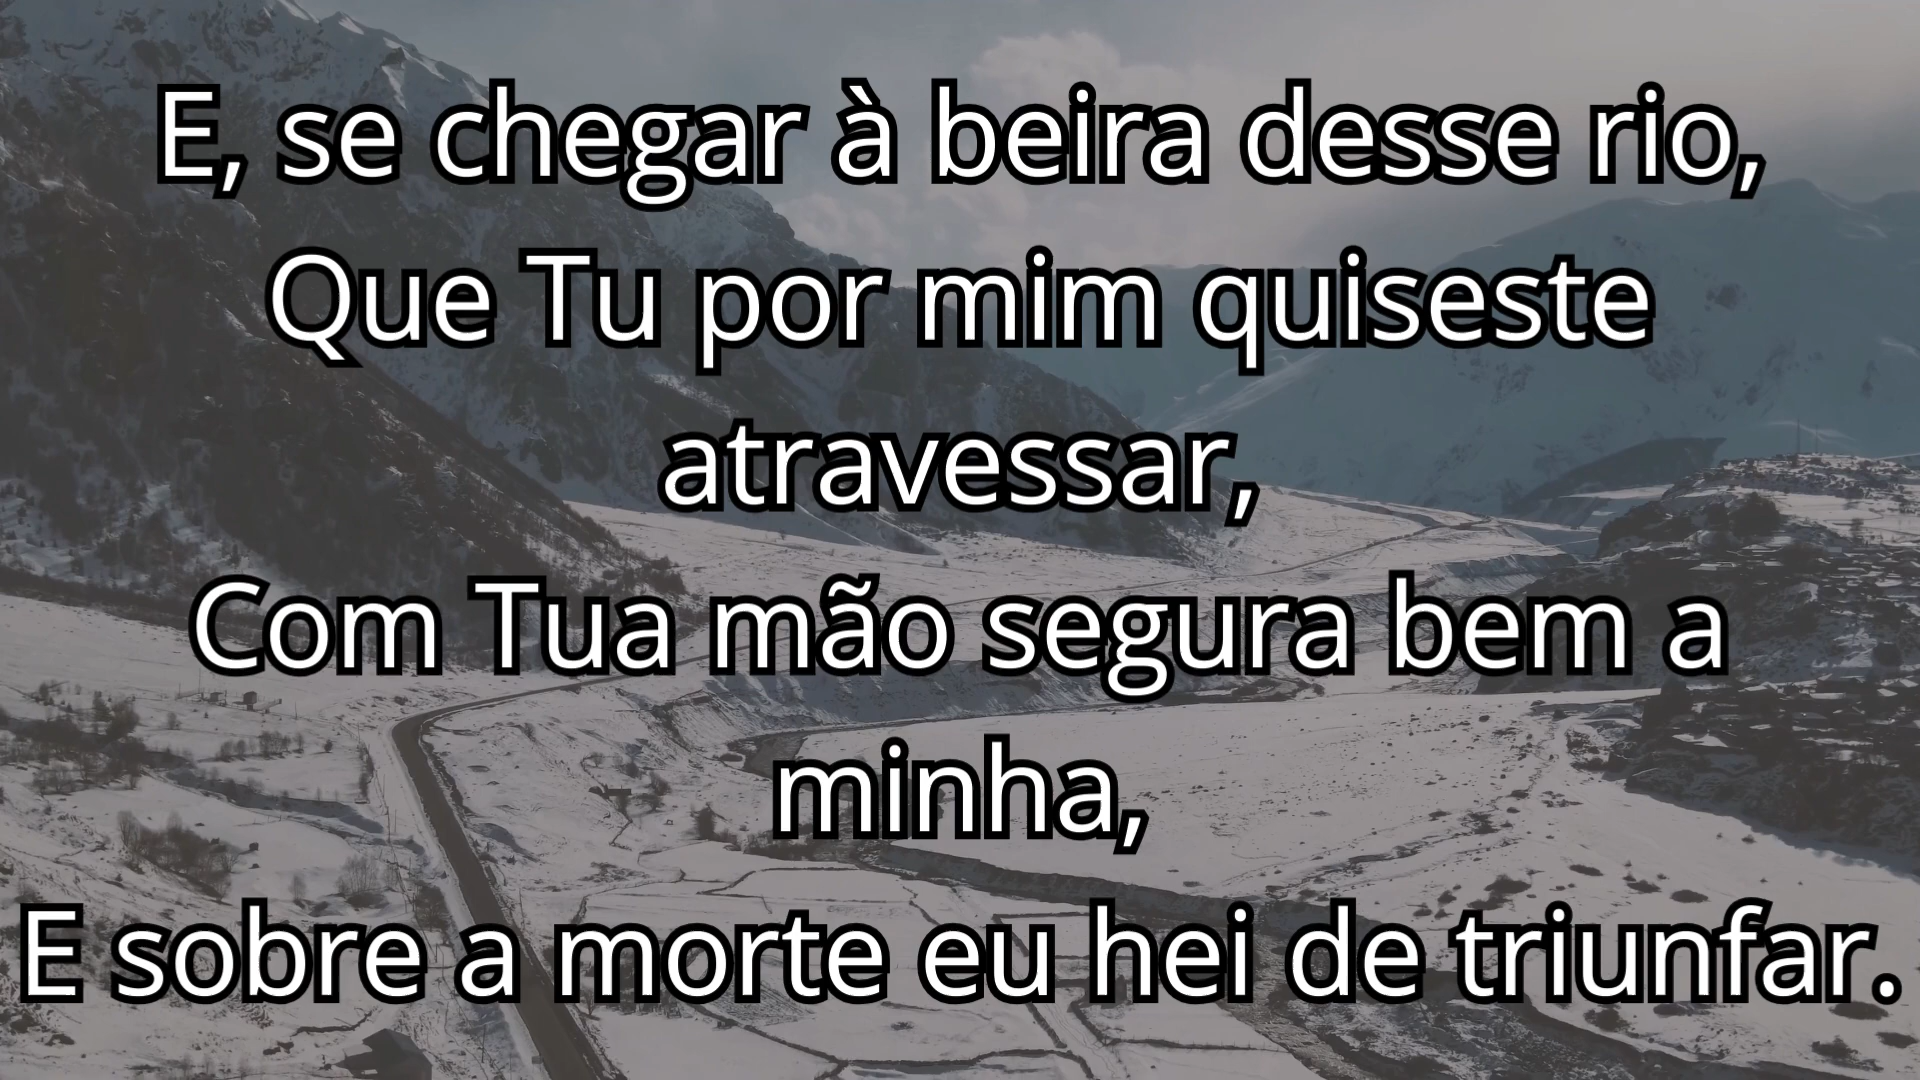 E, se chegar à beira desse rio,
Que Tu por mim quiseste
atravessar,
Com Tua mão segura bem a
minha,
E sobre a morte eu hei de triunfar.